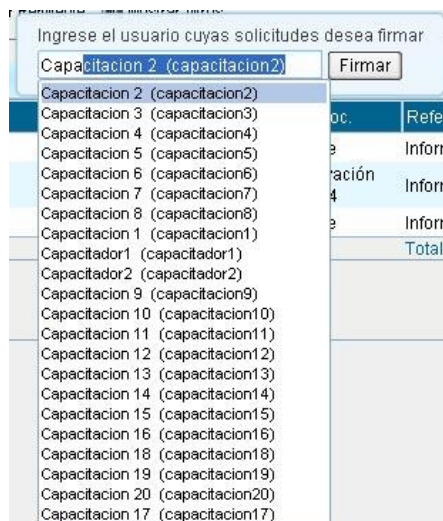 Ingrese el usuario cuyas solicitudes desea firmar
Capacitacion 2 (capacitacion2) Firmar
Capacitacion 2 (capacitacion2)
Capacitacion 3 (capacitacion3)
Capacitacion 4 (capacitacion4)
Capacitacion 5 (capacitacion5)
Capacitacion 6 (capacitacion6)
Capacitacion 7 (capacitacion7)
Capacitacion 8 (capacitacion8)
Capacitacion 1 (capacitacion1)
Capacitador1 (capacitador1)
Capacitador2 (capacitador2)
Capacitacion 9 (capacitacion9)
Capacitacion 10 (capacitacion10)
Capacitacion 11 (capacitacion11)
Capacitacion 12 (capacitacion12)
Capacitacion 13 (capacitacion13)
Capacitacion 14 (capacitacion14)
Capacitacion 15 (capacitacion15)
Capacitacion 16 (capacitacion16)
Capacitacion 18 (capacitacion18)
Capacitacion 19 (capacitacion19)
Capacitacion 20 (capacitacion20)
Capacitacion 17 (capacitacion17)
oc. Refe
e Inforr
ración
4 Inforr
e Inforr
Total